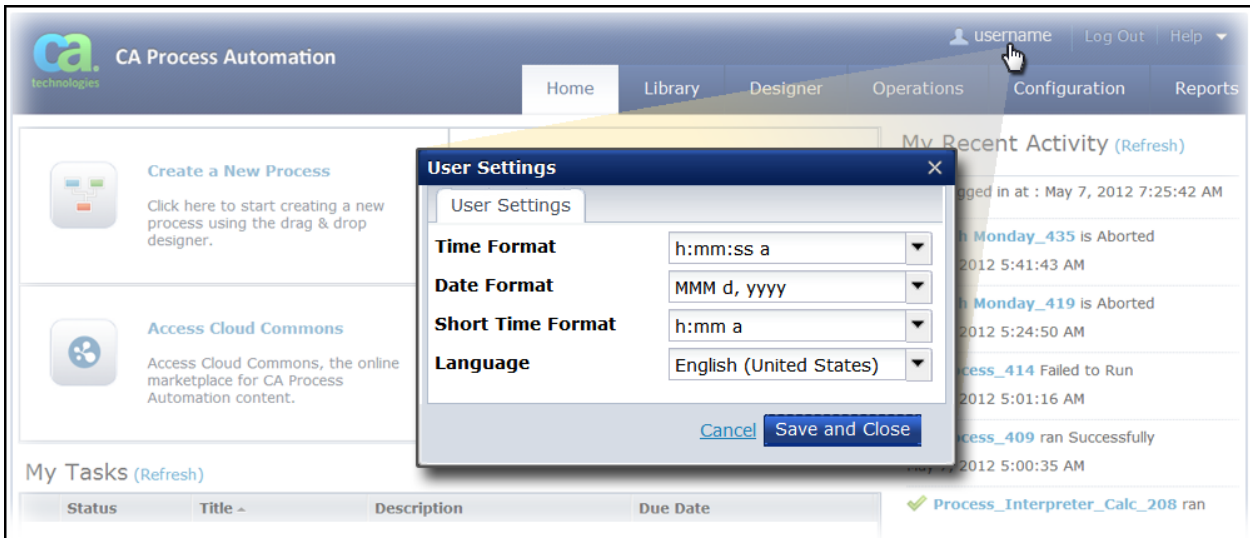 ca.
technologies
CA Process Automation
username
Log Out
Help
Home
Library
Designer
Operations
Configuration
Reports
Create a New Process
Click here to start creating a new
process using the drag & drop
designer.
Access Cloud Commons
Access Cloud Commons, the online
marketplace for CA Process
Automation content.
User Settings
User Settings
Time Format
h:mm:ss a
Date Format
MMM d, yyyy
Short Time Format
h:mm a
Language
English (United States)
Cancel
Save and Close
My Recent Activity (Refresh)
in at : May 7, 2012 7:25:42 AM
Monday_435 is Aborted
2012 5:41:43 AM
Monday_419 is Aborted
2012 5:24:50 AM
Failed to Run
2012 5:01:16 AM
ran Successfully
2012 5:00:35 AM
Process_Interpreter_Calc_208 ran
My Tasks (Refresh)
Status
Title
Description
Due Date